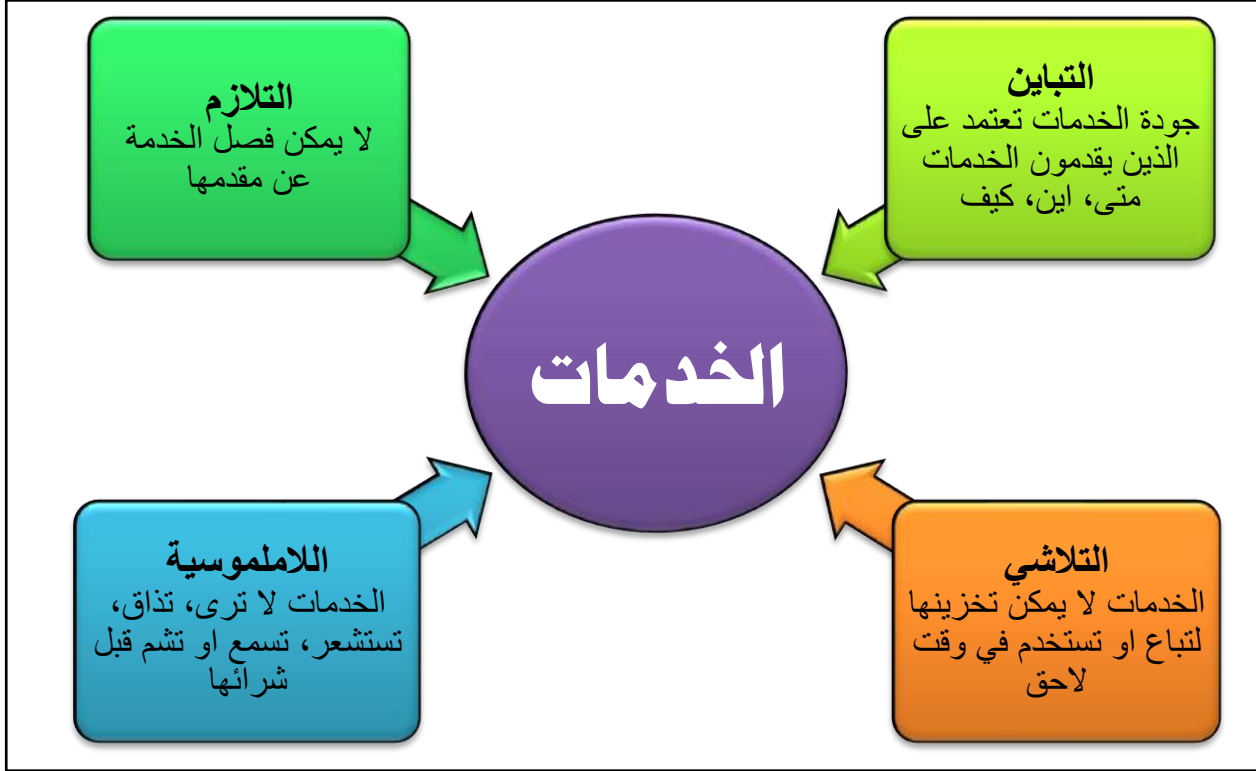 التباين
جودة الخدمات تعتمد على
الذين يقدمون الخدمات
متى، اين، كيف
التلازم
لا يمكن فصل الخدمة
عن مقدمها
الخدمات
التلاشي
الخدمات لا يمكن تخزينها
لتباع او تستخدم في وقت
لاحق
اللاملموسية
الخدمات لا ترى، تذاق،
تستشعر، تسمع او تشم قبل
شرائها